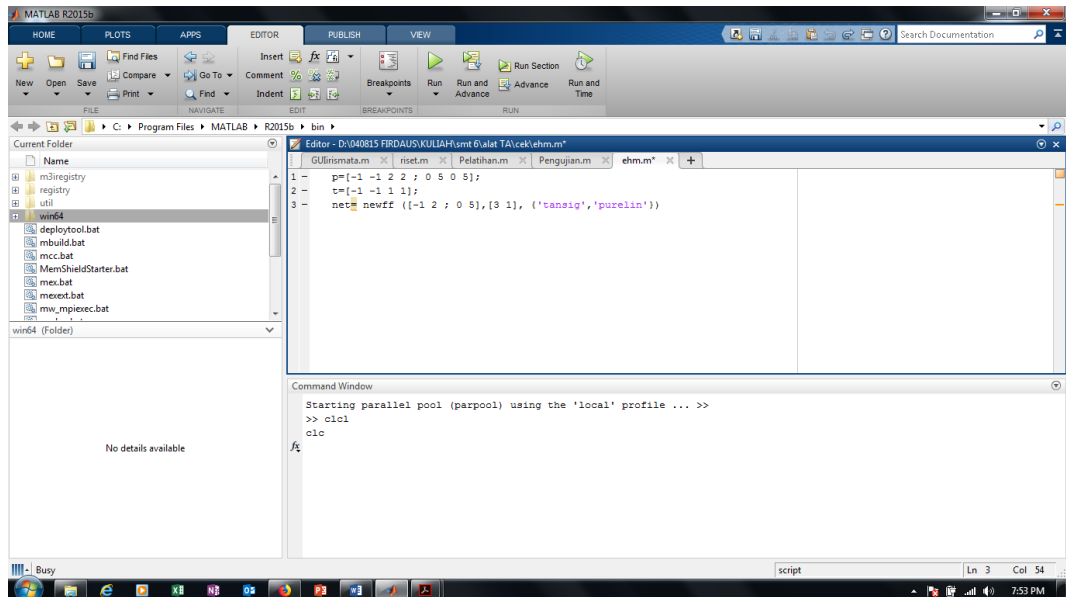 MATLAB R2015b
HOME PLOTS APPS EDITOR PUBLISH VIEW Search Documentation
New Open Save Find Files Compare Print Go To Find Insert Comment Indent fx Breakpoints Run Run and Advance Run Section Advance Run and Time
FILE NAVIGATE EDIT BREAKPOINTS RUN
C: Program Files MATLAB R2015b bin
Current Folder
Name
m3iregistry
registry
util
win64
deploytool.bat
mbuild.bat
mcc.bat
MemShieldStarter.bat
mex.bat
mexext.bat
mw_mpiexec.bat
win64 (Folder)
No details available
Editor - D:\040815 FIRDAUS\KULIAH\smt 6\alat TA\cek\ehm.m*
GUIirismata.m riset.m Pelatihan.m Pengujian.m ehm.m* +
1 - p=[-1 -1 2 2 ; 0 5 0 5];
2 - t=[-1 -1 1 1];
3 - net= newff ([-1 2 ; 0 5],[3 1], {'tansig','purelin'})
Command Window
Starting parallel pool (parpool) using the 'local' profile ... >>
>> clcl
clc
fx
Busy script Ln 3 Col 54
7:53 PM